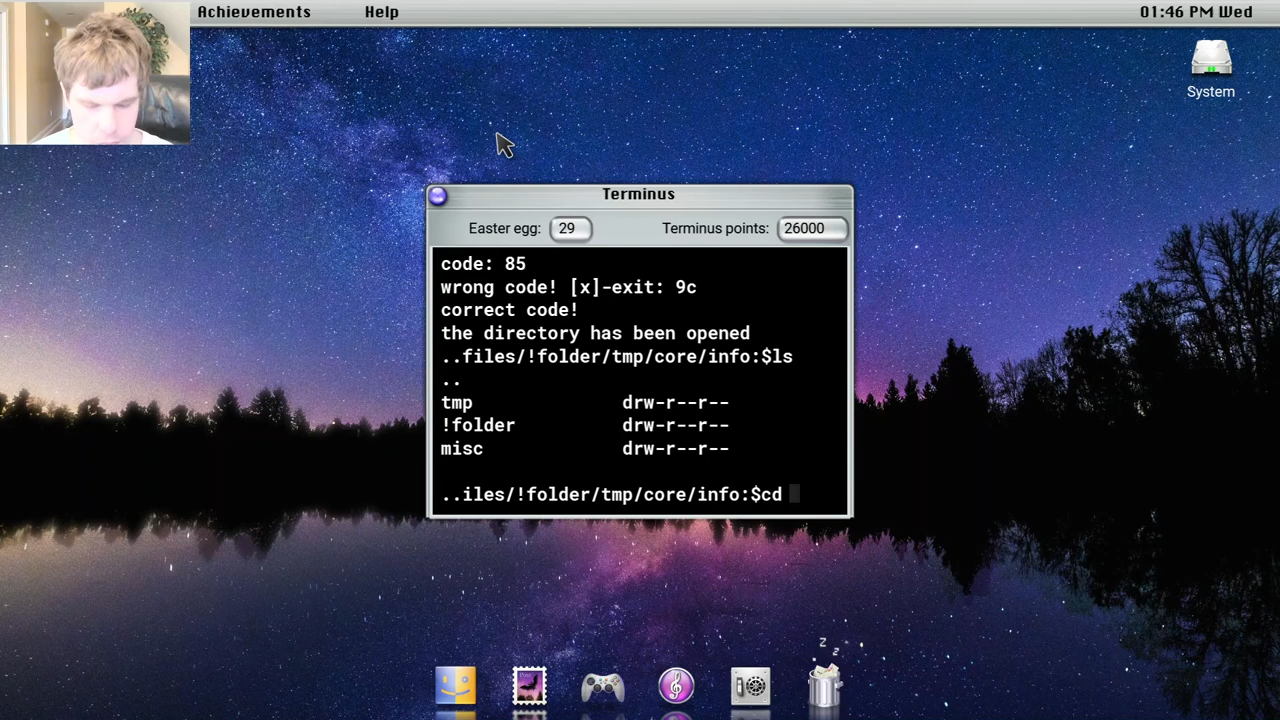 Achievements Help 01:46 PM Wed
System
Terminus
Easter egg: 29 Terminus points: 26000
code: 85
wrong code! [x]-exit: 9c
correct code!
the directory has been opened
..files/!folder/tmp/core/info:$ls
..
tmp drw-r--r--
!folder drw-r--r--
misc drw-r--r--
..iles/!folder/tmp/core/info:$cd
z
z